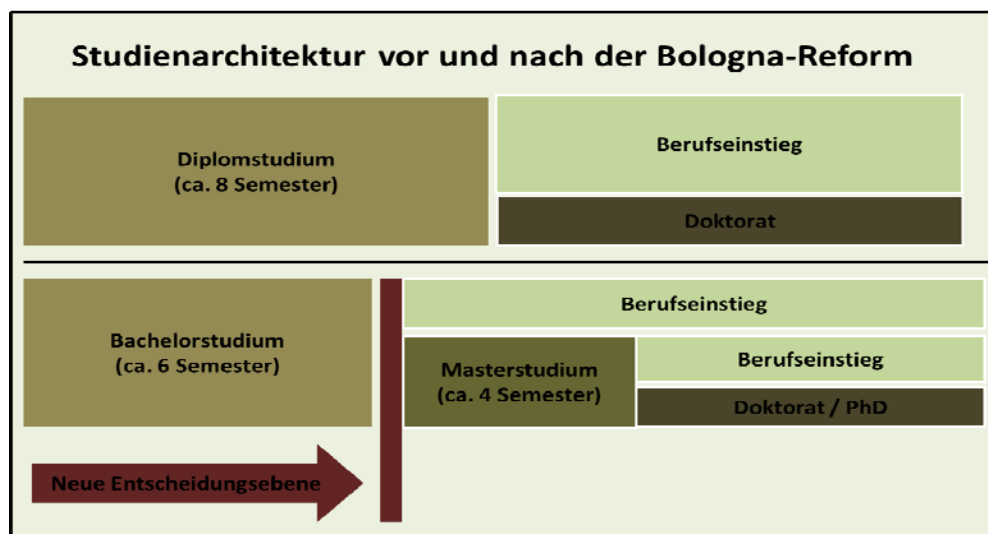 Studienarchitektur vor und nach der Bologna-Reform
Diplomstudium
(ca. 8 Semester)
Berufseinstieg
Doktorat
Bachelorstudium
(ca. 6 Semester)
Berufseinstieg
Masterstudium
(ca. 4 Semester)
Berufseinstieg
Doktorat / PhD
Neue Entscheidungsebene